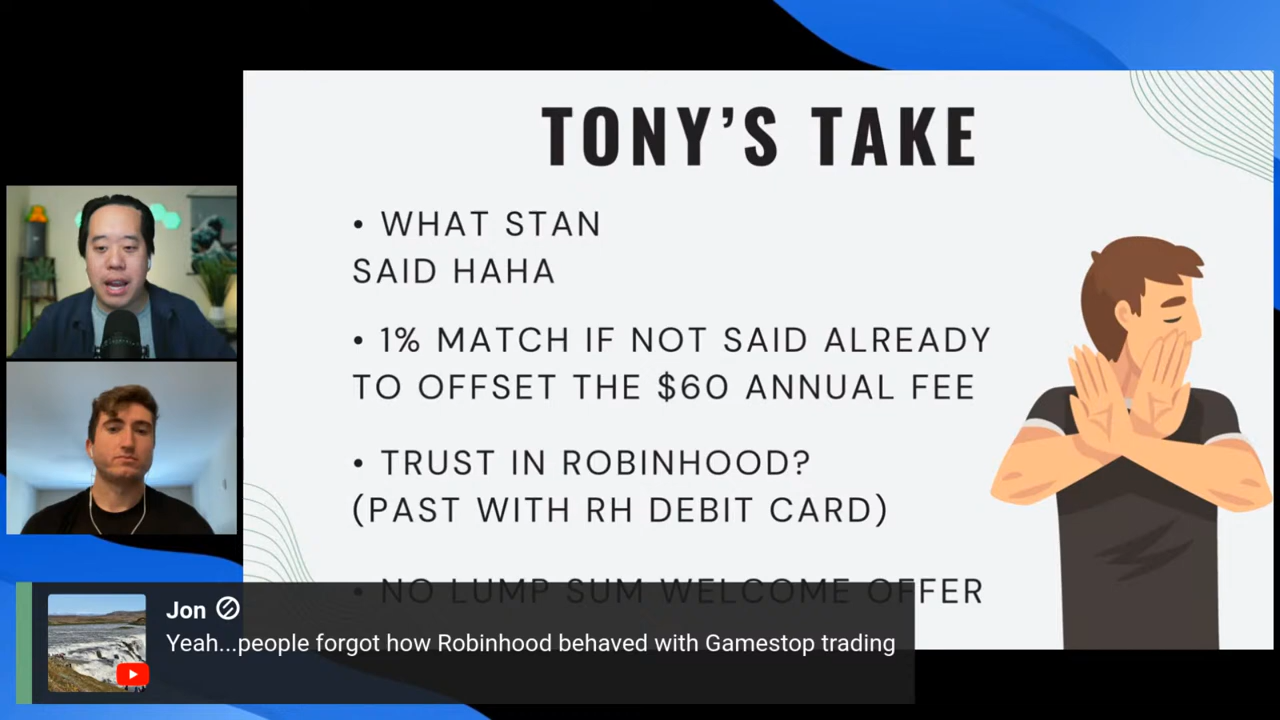 TONY'S TAKE
• WHAT STAN
SAID HAHA
• 1% MATCH IF NOT SAID ALREADY
TO OFFSET THE $60 ANNUAL FEE
• TRUST IN ROBINHOOD?
(PAST WITH RH DEBIT CARD)
• NO LUMP SUM WELCOME OFFER
Jon
Yeah...people forgot how Robinhood behaved with Gamestop trading